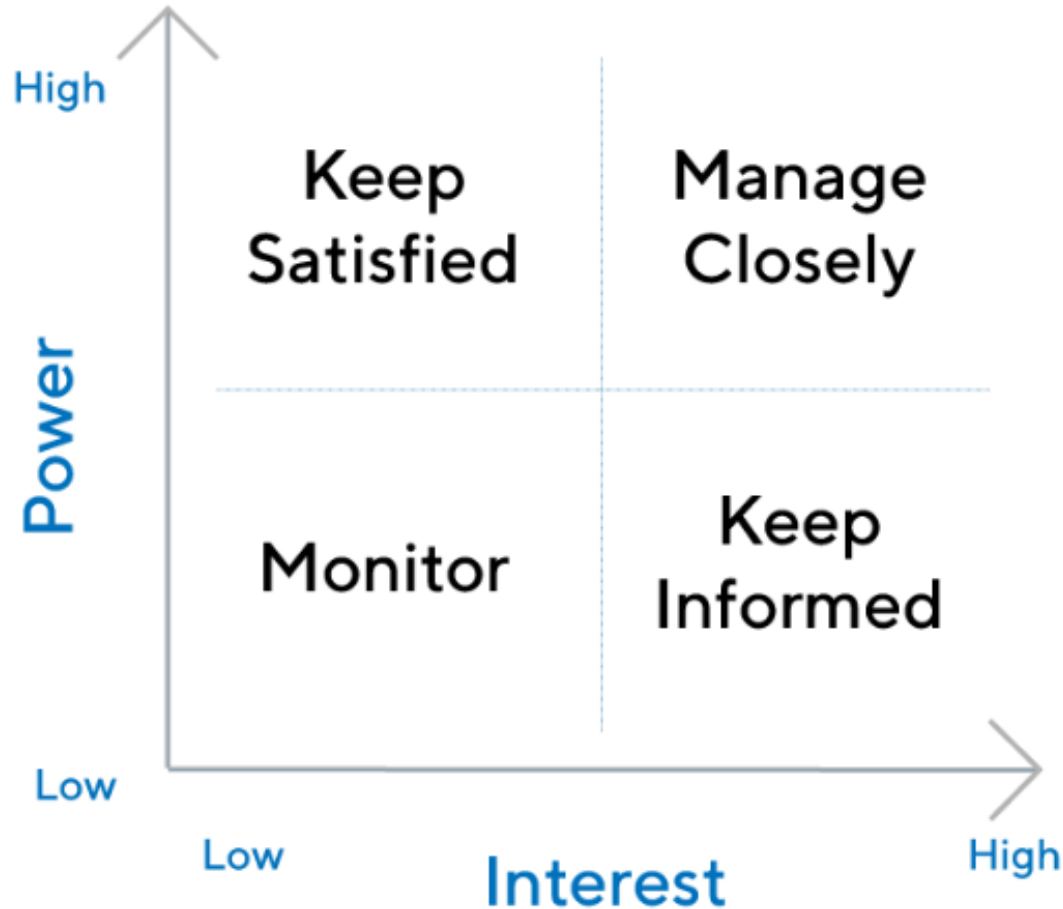 High
Keep
Satisfied
Manage
Closely
Power
Monitor
Keep
Informed
Low
Low
Interest
High